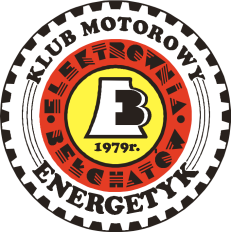 KLUB MOTOROWY
ELEKTROWNIA
B
1979r.
BEŁCHATÓW
ENERGETYK